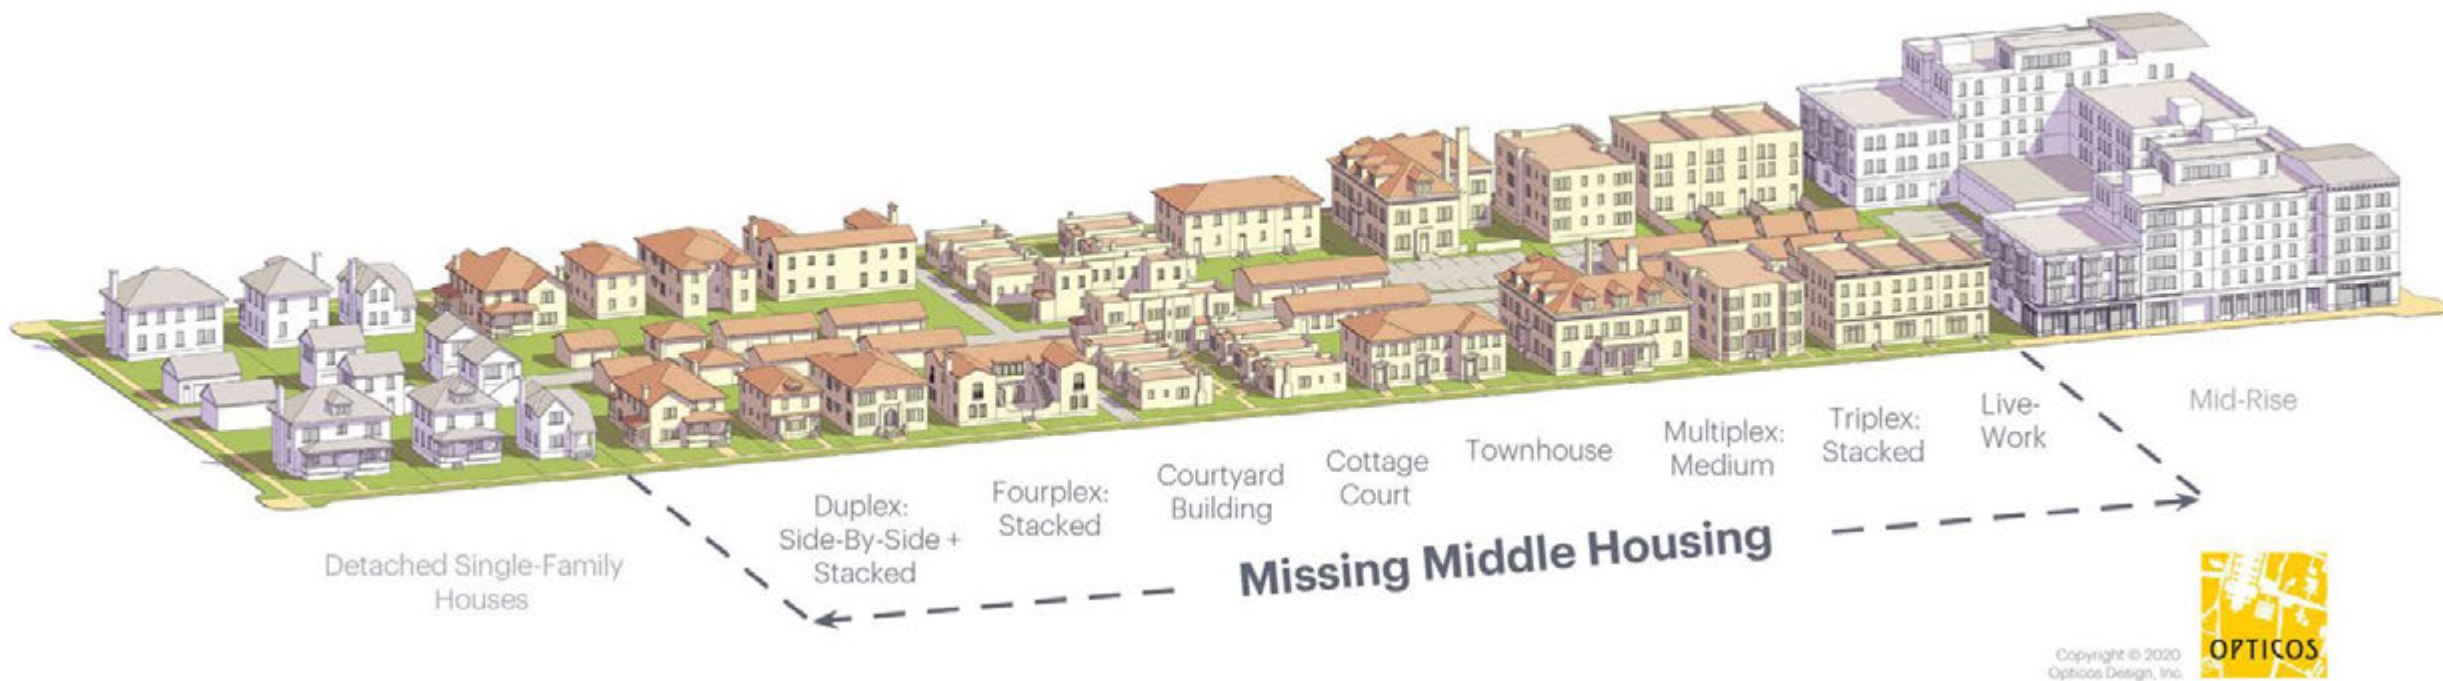 Detached Single-Family
Houses
Duplex:
Side-By-Side +
Stacked
Fourplex:
Stacked
Courtyard
Building
Cottage
Court
Townhouse
Multiplex:
Medium
Triplex:
Stacked
Live-
Work
Mid-Rise
Missing Middle Housing
OPTICOS
Copyright © 2020
Opticos Design, Inc.